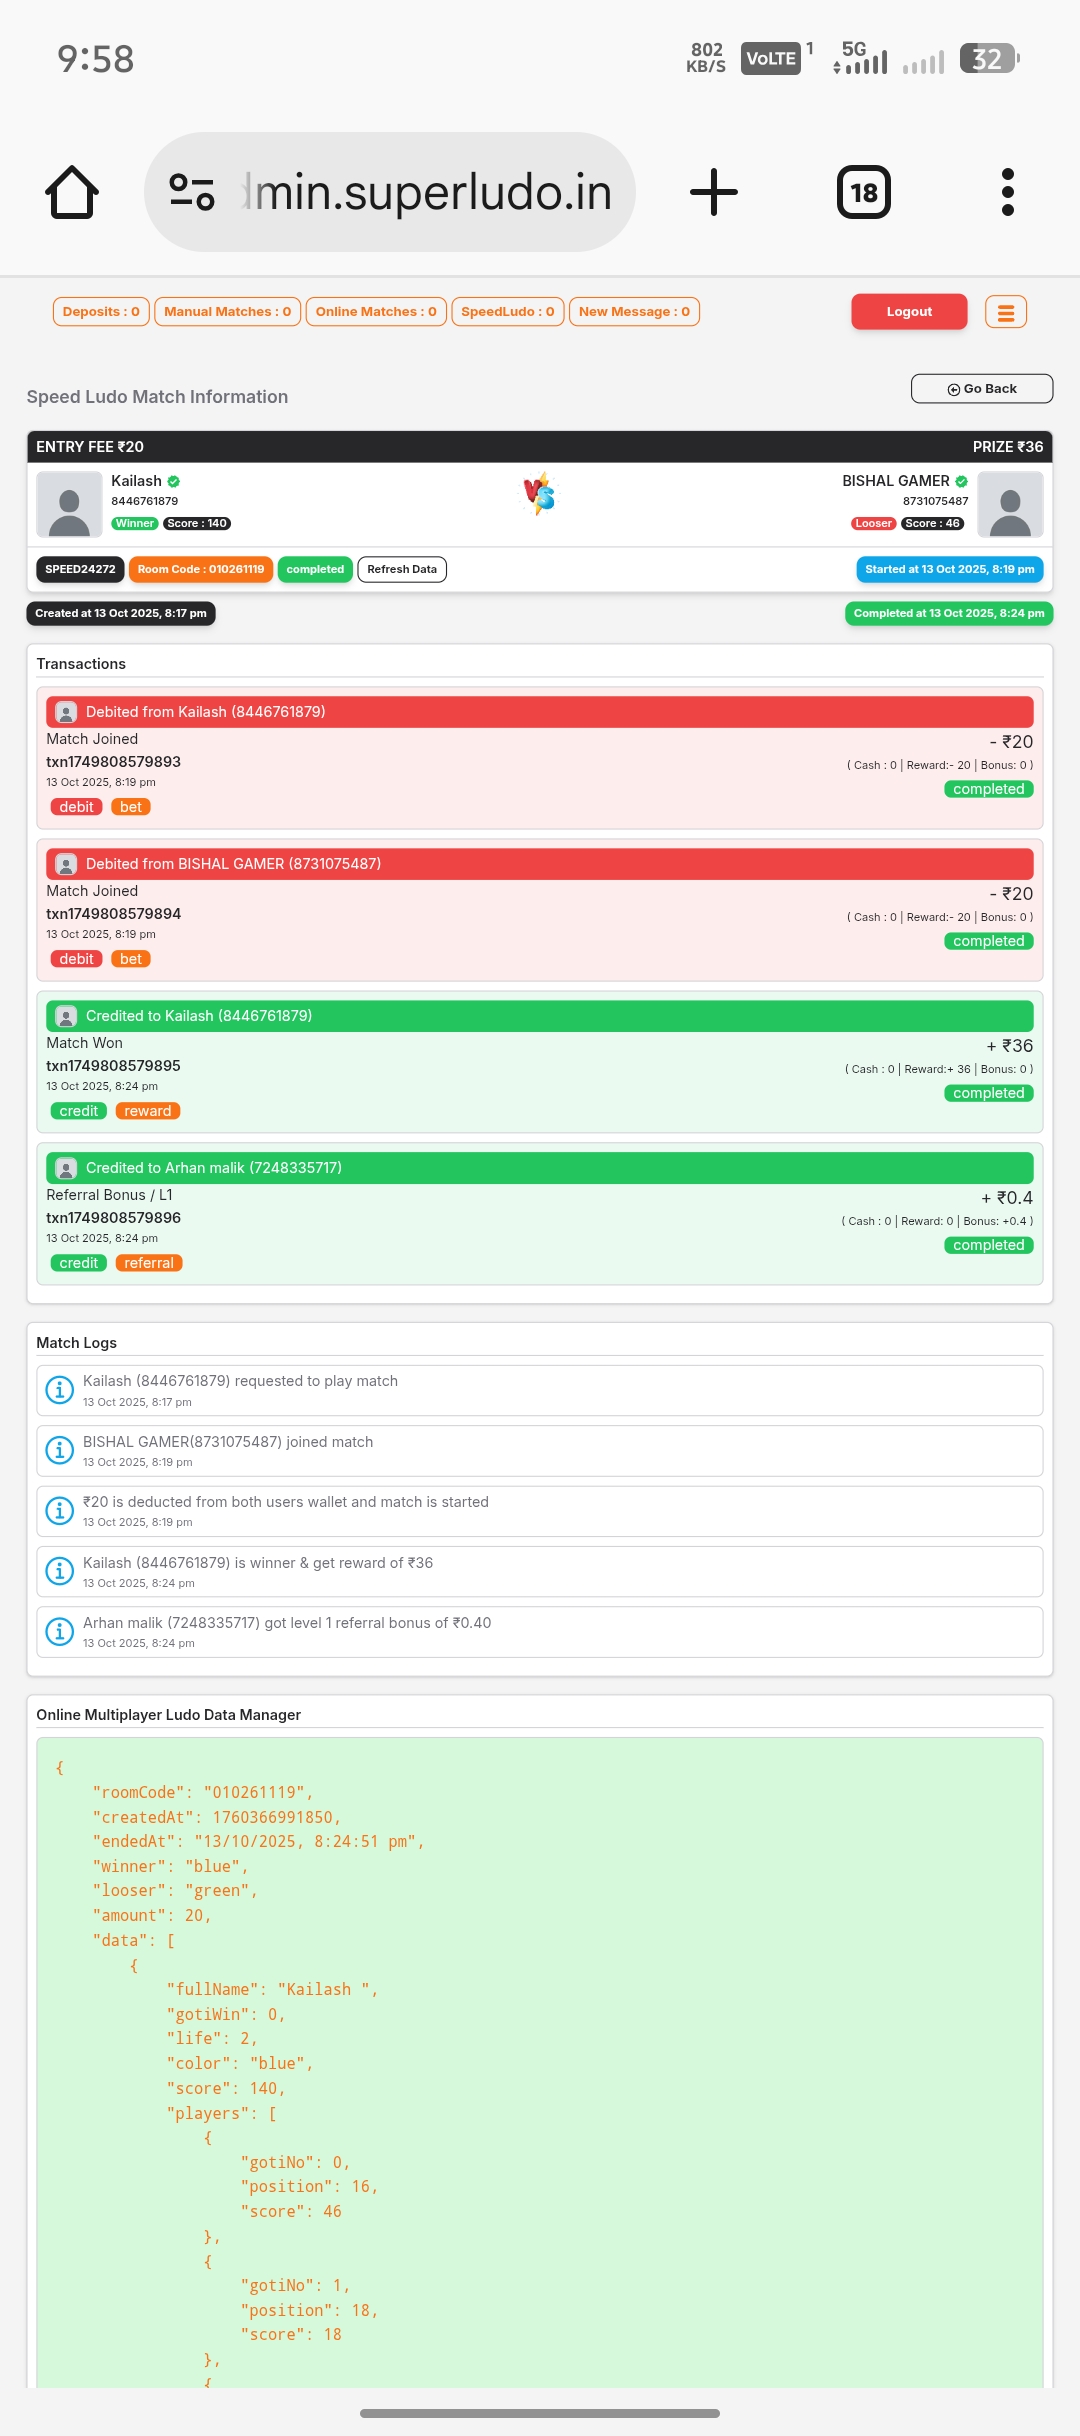 9:58
802 KB/S VoLTE 1 5G 32
dmin.superludo.in
18
Deposits : 0 Manual Matches : 0 Online Matches : 0 SpeedLudo : 0 New Message : 0 Logout
Speed Ludo Match Information
Go Back
ENTRY FEE ₹20 PRIZE ₹36
Kailash BISHAL GAMER
8446761879 8731075487
Winner Score : 140 VS Looser Score : 46
SPEED24272 Room Code : 010261119 completed Refresh Data Started at 13 Oct 2025, 8:19 pm
Created at 13 Oct 2025, 8:17 pm Completed at 13 Oct 2025, 8:24 pm
Transactions
Debited from Kailash (8446761879)
Match Joined - ₹20
txn1749808579893 ( Cash : 0 | Reward:- 20 | Bonus: 0 )
13 Oct 2025, 8:19 pm completed
debit bet
Debited from BISHAL GAMER (8731075487)
Match Joined - ₹20
txn1749808579894 ( Cash : 0 | Reward:- 20 | Bonus: 0 )
13 Oct 2025, 8:19 pm completed
debit bet
Credited to Kailash (8446761879)
Match Won + ₹36
txn1749808579895 ( Cash : 0 | Reward:+ 36 | Bonus: 0 )
13 Oct 2025, 8:24 pm completed
credit reward
Credited to Arhan malik (7248335717)
Referral Bonus / L1 + ₹0.4
txn1749808579896 ( Cash : 0 | Reward: 0 | Bonus: +0.4 )
13 Oct 2025, 8:24 pm completed
credit referral
Match Logs
Kailash (8446761879) requested to play match
13 Oct 2025, 8:17 pm
BISHAL GAMER(8731075487) joined match
13 Oct 2025, 8:19 pm
₹20 is deducted from both users wallet and match is started
13 Oct 2025, 8:19 pm
Kailash (8446761879) is winner & get reward of ₹36
13 Oct 2025, 8:24 pm
Arhan malik (7248335717) got level 1 referral bonus of ₹0.40
13 Oct 2025, 8:24 pm
Online Multiplayer Ludo Data Manager
{
"roomCode": "010261119",
"createdAt": 1760366991850,
"endedAt": "13/10/2025, 8:24:51 pm",
"winner": "blue",
"looser": "green",
"amount": 20,
"data": [
{
"fullName": "Kailash ",
"gotiWin": 0,
"life": 2,
"color": "blue",
"score": 140,
"players": [
{
"gotiNo": 0,
"position": 16,
"score": 46
},
{
"gotiNo": 1,
"position": 18,
"score": 18
},
{